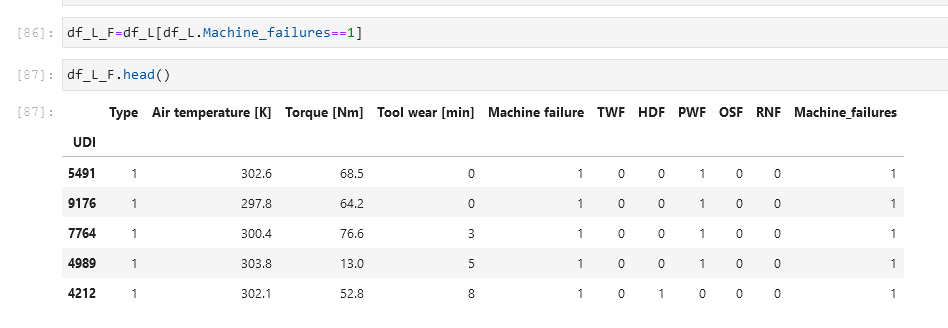 [86]: df_L_F=df_L[df_L.Machine_failures==1]
[87]: df_L_F.head()
[87]: Type Air temperature [K] Torque [Nm] Tool wear [min] Machine failure TWF HDF PWF OSF RNF Machine_failures
UDI
5491 1 302.6 68.5 0 1 0 0 1 0 0 1
9176 1 297.8 64.2 0 1 0 0 1 0 0 1
7764 1 300.4 76.6 3 1 0 0 1 0 0 1
4989 1 303.8 13.0 5 1 0 0 1 0 0 1
4212 1 302.1 52.8 8 1 0 1 0 0 0 1